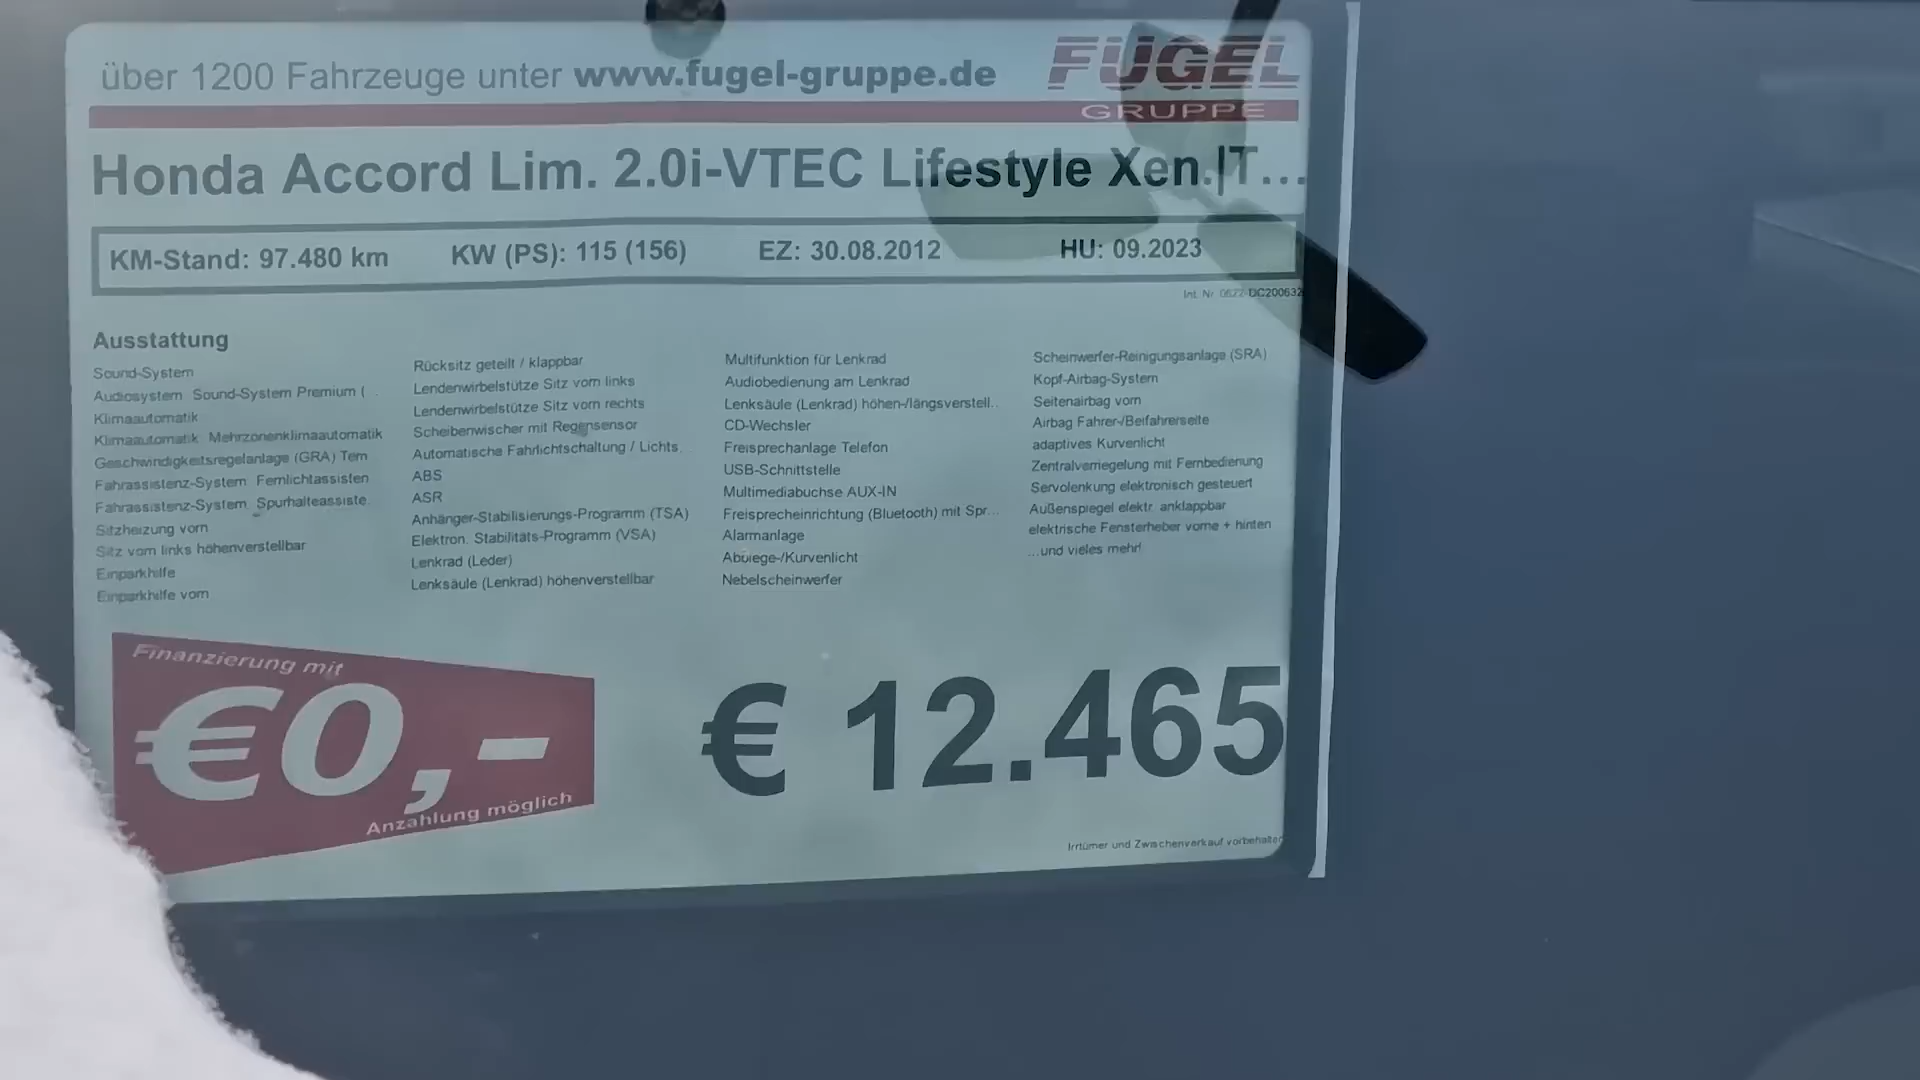 über 1200 Fahrzeuge unter www.fugel-gruppe.de
FUGEL
GRUPPE
Honda Accord Lim. 2.0i-VTEC Lifestyle Xen.|T...
KM-Stand: 97.480 km KW (PS): 115 (156) EZ: 30.08.2012 HU: 09.2023
Int. Nr. 0622-DC200632
Ausstattung
Sound-System
Audiosystem Sound-System Premium (
Klimaautomatik
Klimaautomatik Mehrzonenklimaautomatik
Geschwindigkeitsregelanlage (GRA) Tem
Fahrassistenz-System Fernlichtassisten
Fahrassistenz-System Spurhalteassiste.
Sitzheizung vorn
Sitz vorn links höhenverstellbar
Einparkhilfe
Einparkhilfe vorn
Rücksitz geteilt / klappbar
Lendenwirbelstütze Sitz vorn links
Lendenwirbelstütze Sitz vorn rechts
Scheibenwischer mit Regensensor
Automatische Fahrlichtschaltung / Lichts.
ABS
ASR
Anhänger-Stabilisierungs-Programm (TSA)
Elektron. Stabilitäts-Programm (VSA)
Lenkrad (Leder)
Lenksäule (Lenkrad) höhenverstellbar
Multifunktion für Lenkrad
Audiobedienung am Lenkrad
Lenksäule (Lenkrad) höhen-/längsverstell..
CD-Wechsler
Freisprechanlage Telefon
USB-Schnittstelle
Multimediabuchse AUX-IN
Freisprecheinrichtung (Bluetooth) mit Spr...
Alarmanlage
Abbiege-/Kurvenlicht
Nebelscheinwerfer
Scheinwerfer-Reinigungsanlage (SRA)
Kopf-Airbag-System
Seitenairbag vorn
Airbag Fahrer-/Beifahrerseite
adaptives Kurvenlicht
Zentralverriegelung mit Fernbedienung
Servolenkung elektronisch gesteuert
Außenspiegel elektr. anklappbar
elektrische Fensterheber vorne + hinten
...und vieles mehr!
Finanzierung mit
€0,-
Anzahlung möglich
€ 12.465
Irrtümer und Zwischenverkauf vorbehalten